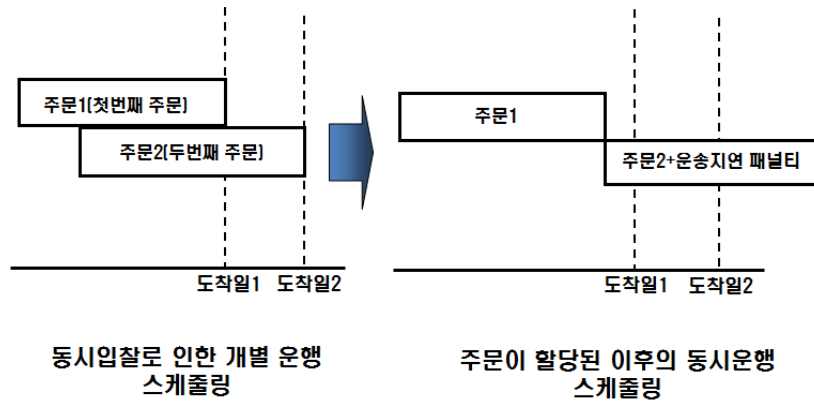 주문1(첫번째 주문)
주문2(두번째 주문)
도착일1 도착일2
동시입찰로 인한 개별 운행
스케줄링
주문1
주문2+운송지연 패널티
도착일1 도착일2
주문이 할당된 이후의 동시운행
스케줄링